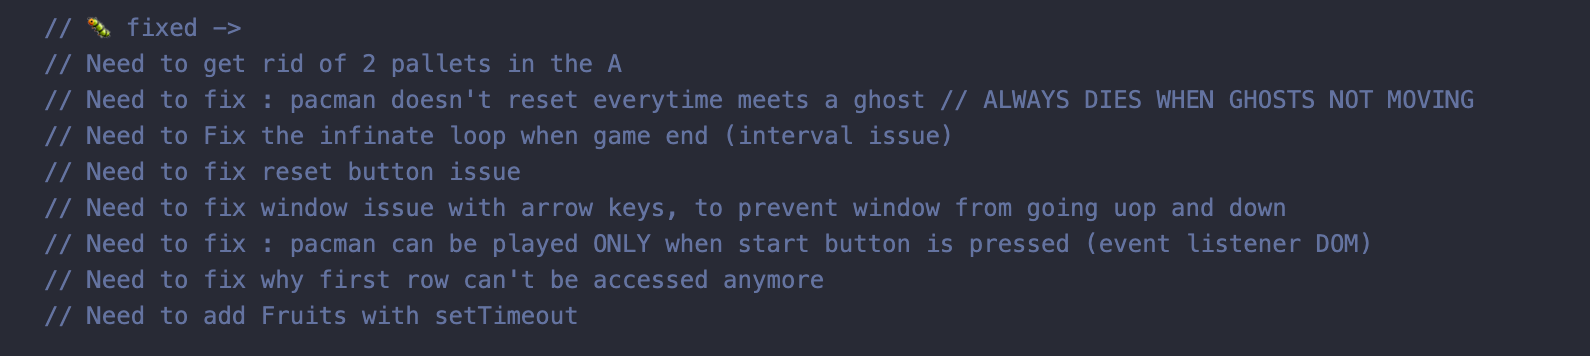 // 🐛 fixed ->
// Need to get rid of 2 pallets in the A
// Need to fix : pacman doesn't reset everytime meets a ghost // ALWAYS DIES WHEN GHOSTS NOT MOVING
// Need to Fix the infinate loop when game end (interval issue)
// Need to fix reset button issue
// Need to fix window issue with arrow keys, to prevent window from going uop and down
// Need to fix : pacman can be played ONLY when start button is pressed (event listener DOM)
// Need to fix why first row can't be accessed anymore
// Need to add Fruits with setTimeout